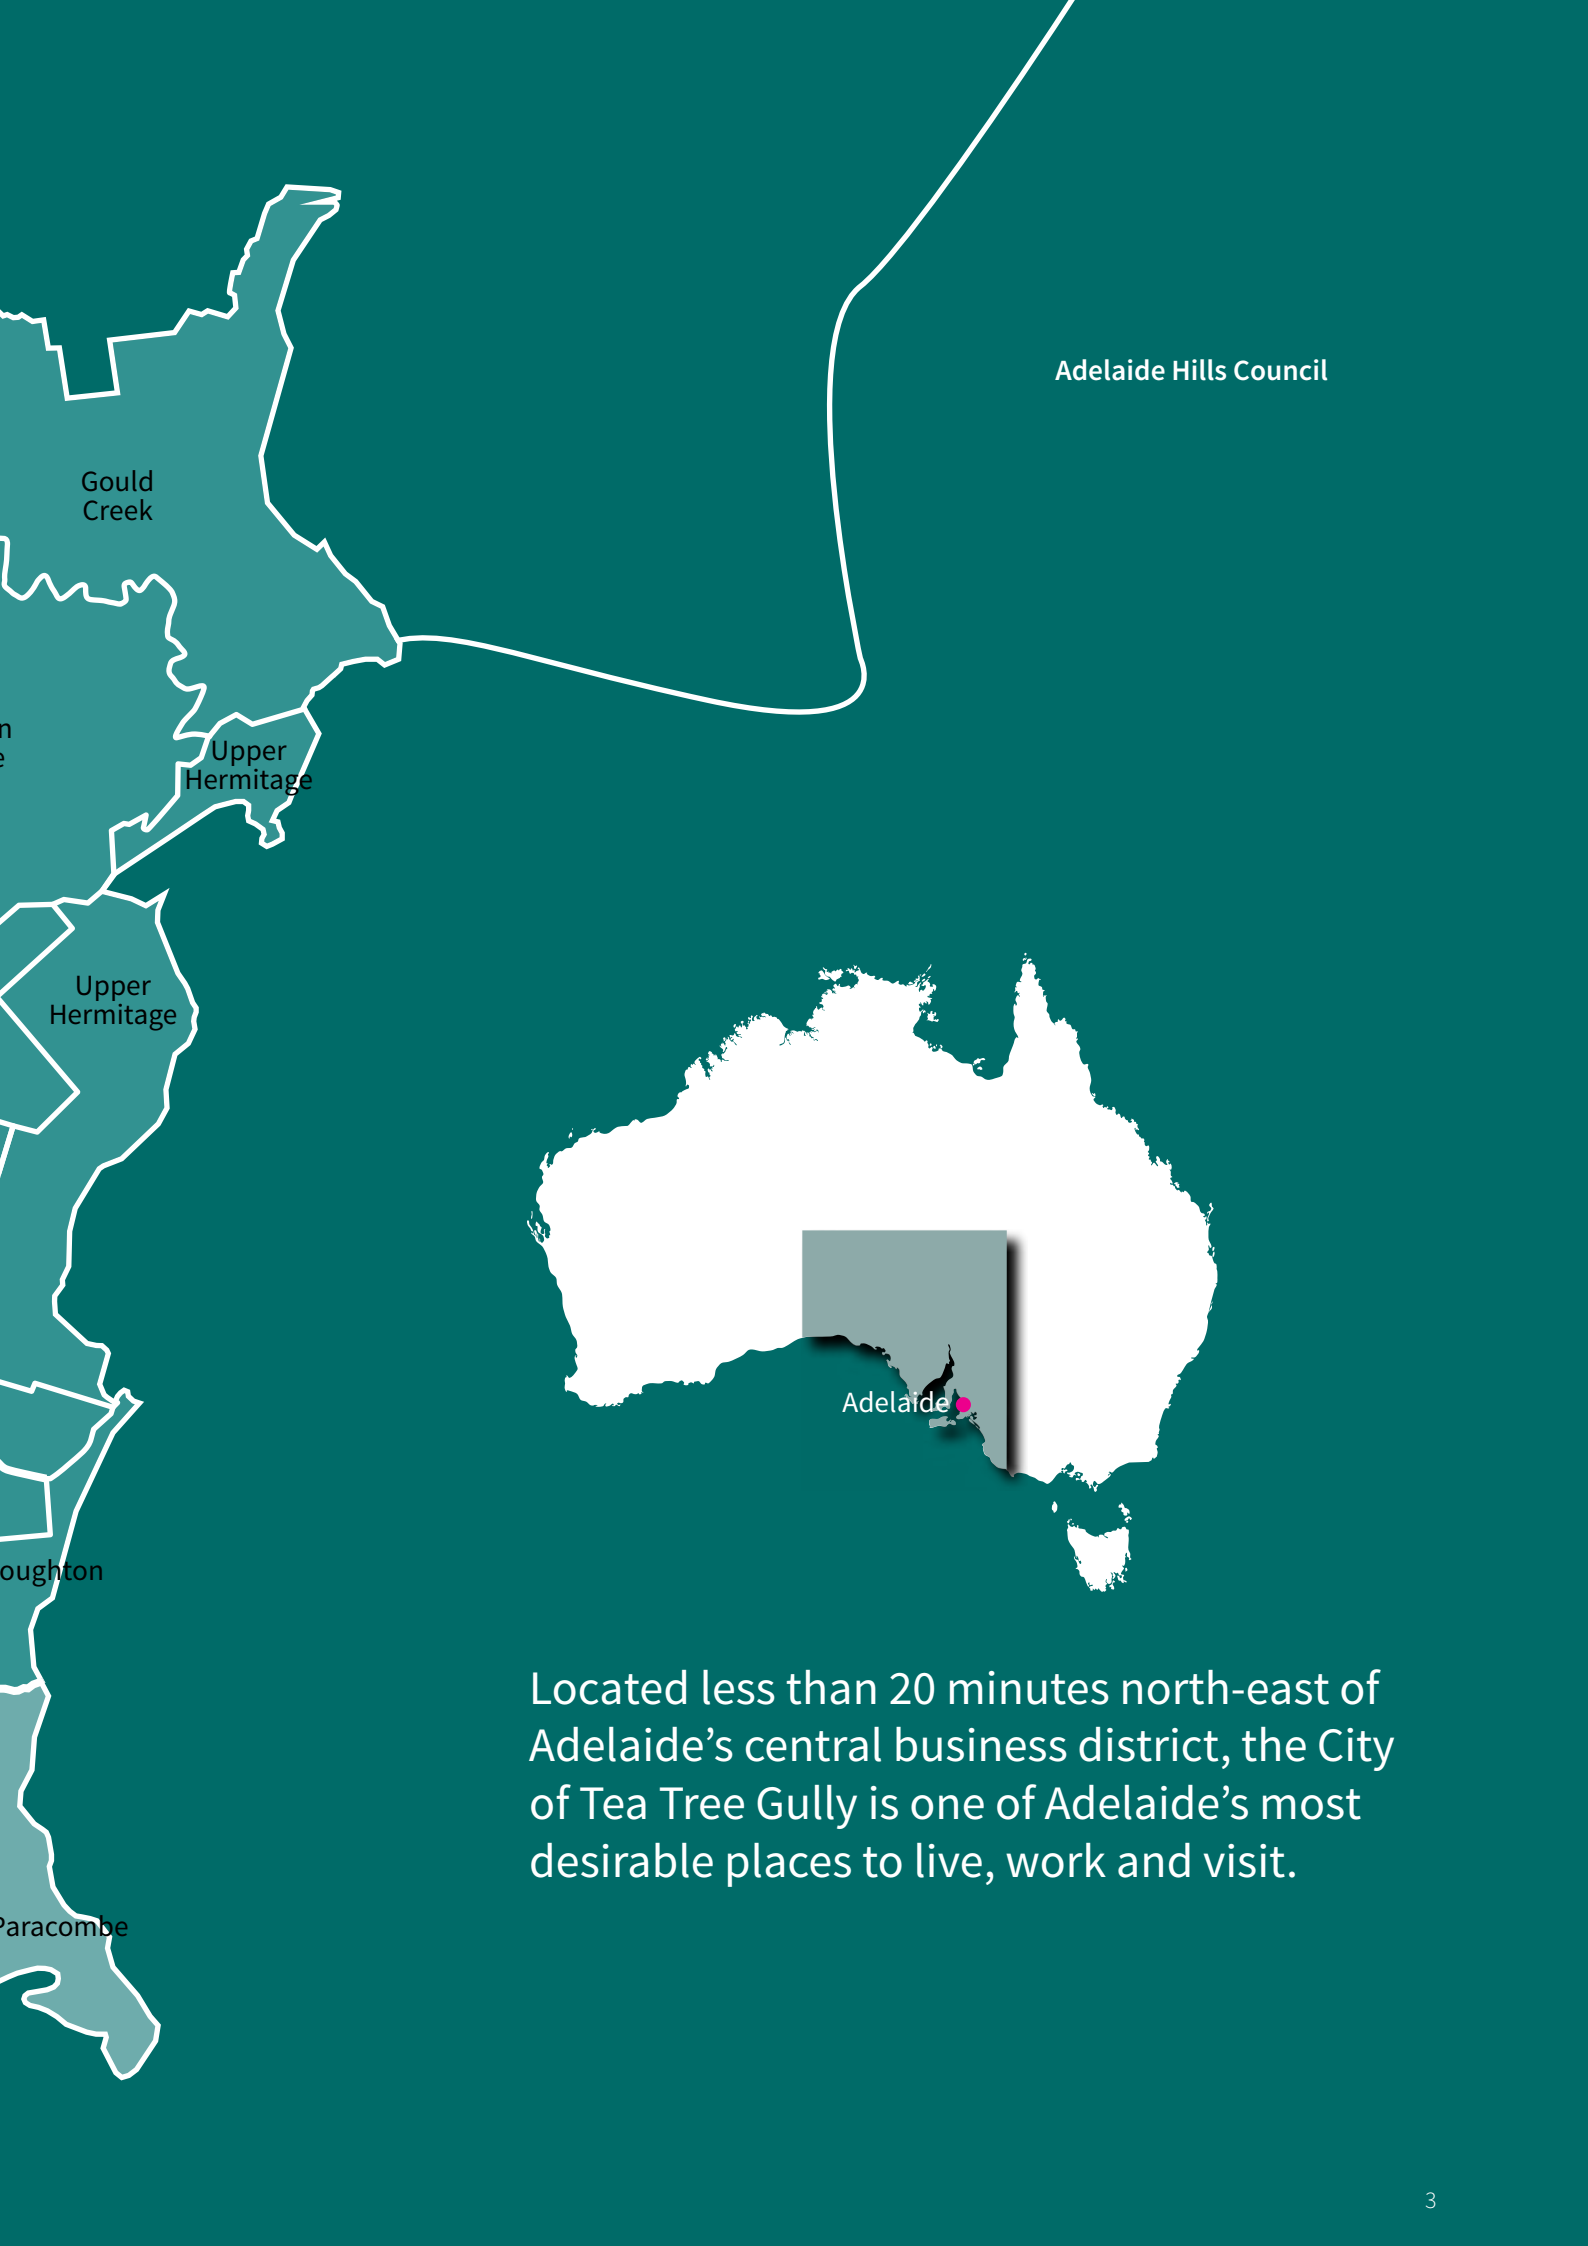 Adelaide Hills Council
Gould
Creek
n
e
Upper
Hermitage
Upper
Hermitage
Adelaide
oughton
Located less than 20 minutes north-east of
Adelaide’s central business district, the City
of Tea Tree Gully is one of Adelaide’s most
desirable places to live, work and visit.
Paracombe
3